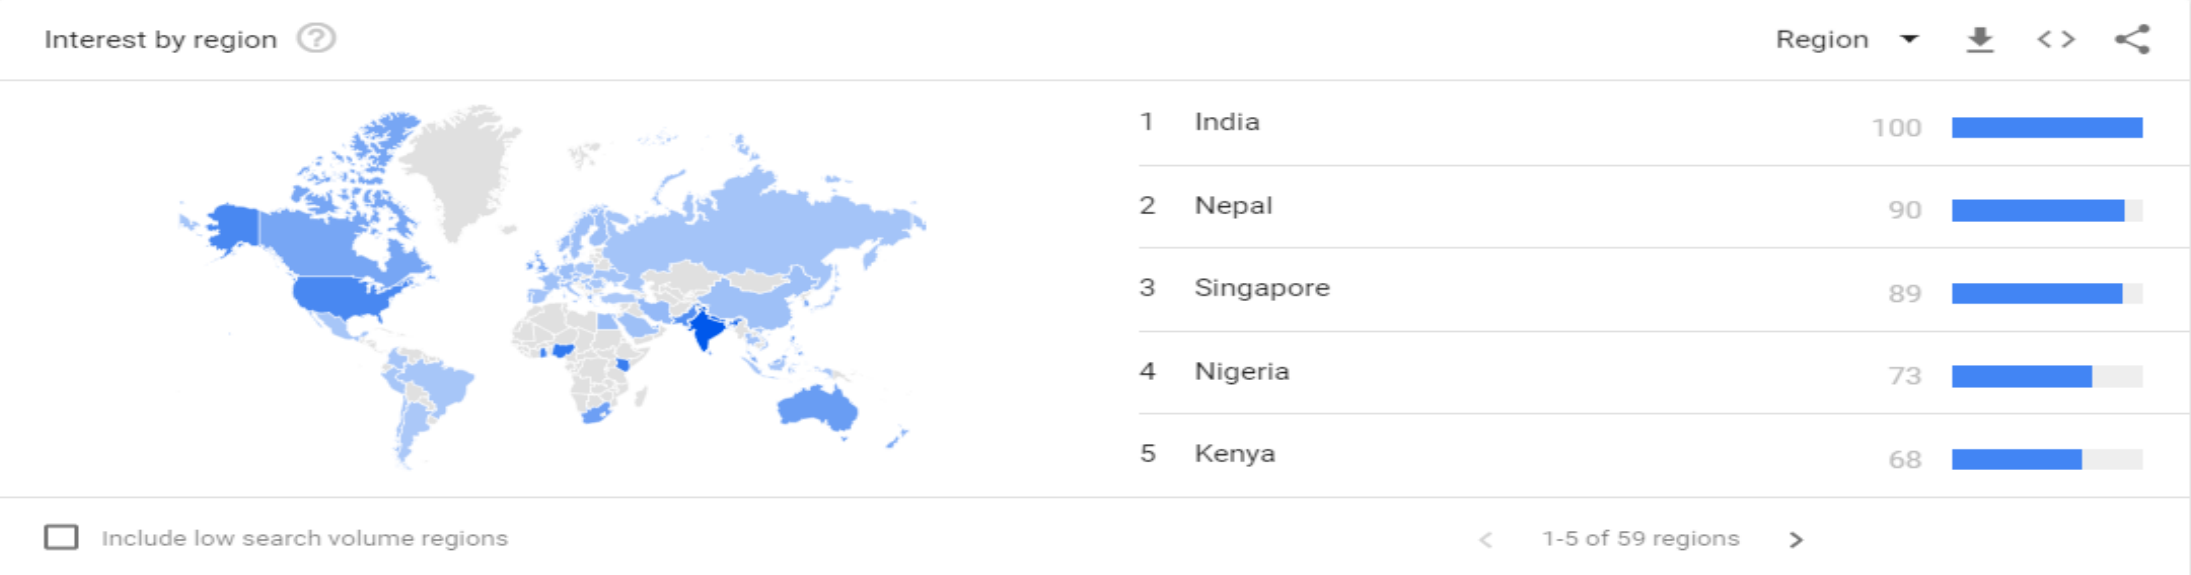 Interest by region ?
Region
1 India 100
2 Nepal 90
3 Singapore 89
4 Nigeria 73
5 Kenya 68
Include low search volume regions
1-5 of 59 regions